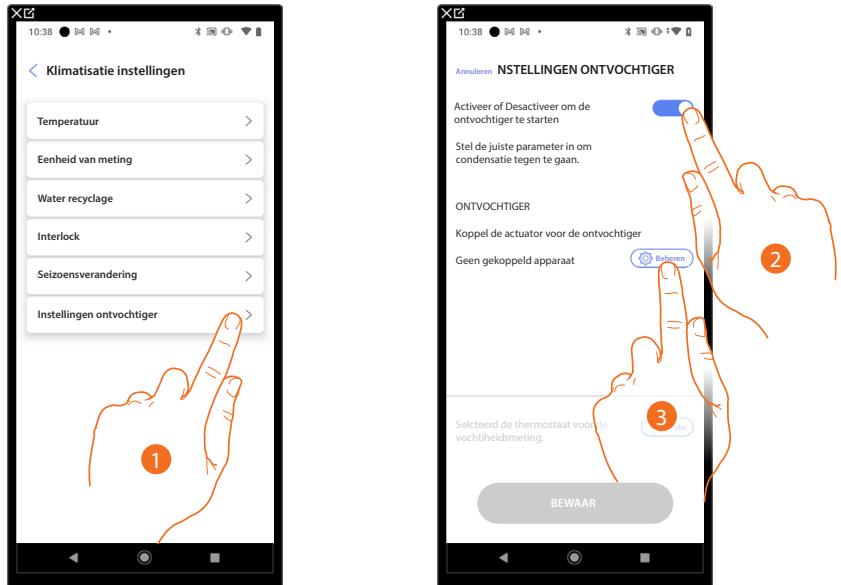 10:38
Klimatisatie instellingen
Temperatuur
Eenheid van meting
Water recyclage
Interlock
Seizoensverandering
Instellingen ontvochtiger
1
10:38
Annuleren NSTELLINGEN ONTVOCHTIGER
Activeer of Desactiveer om de
ontvochtiger te starten
Stel de juiste parameter in om
condensatie tegen te gaan.
ONTVOCHTIGER
Koppel de actuator voor de ontvochtiger
Geen gekoppeld apparaat
Beheren
2
3
Selcteerd de thermostaat voor de
vochtiheidsmeting.
BEWAAR